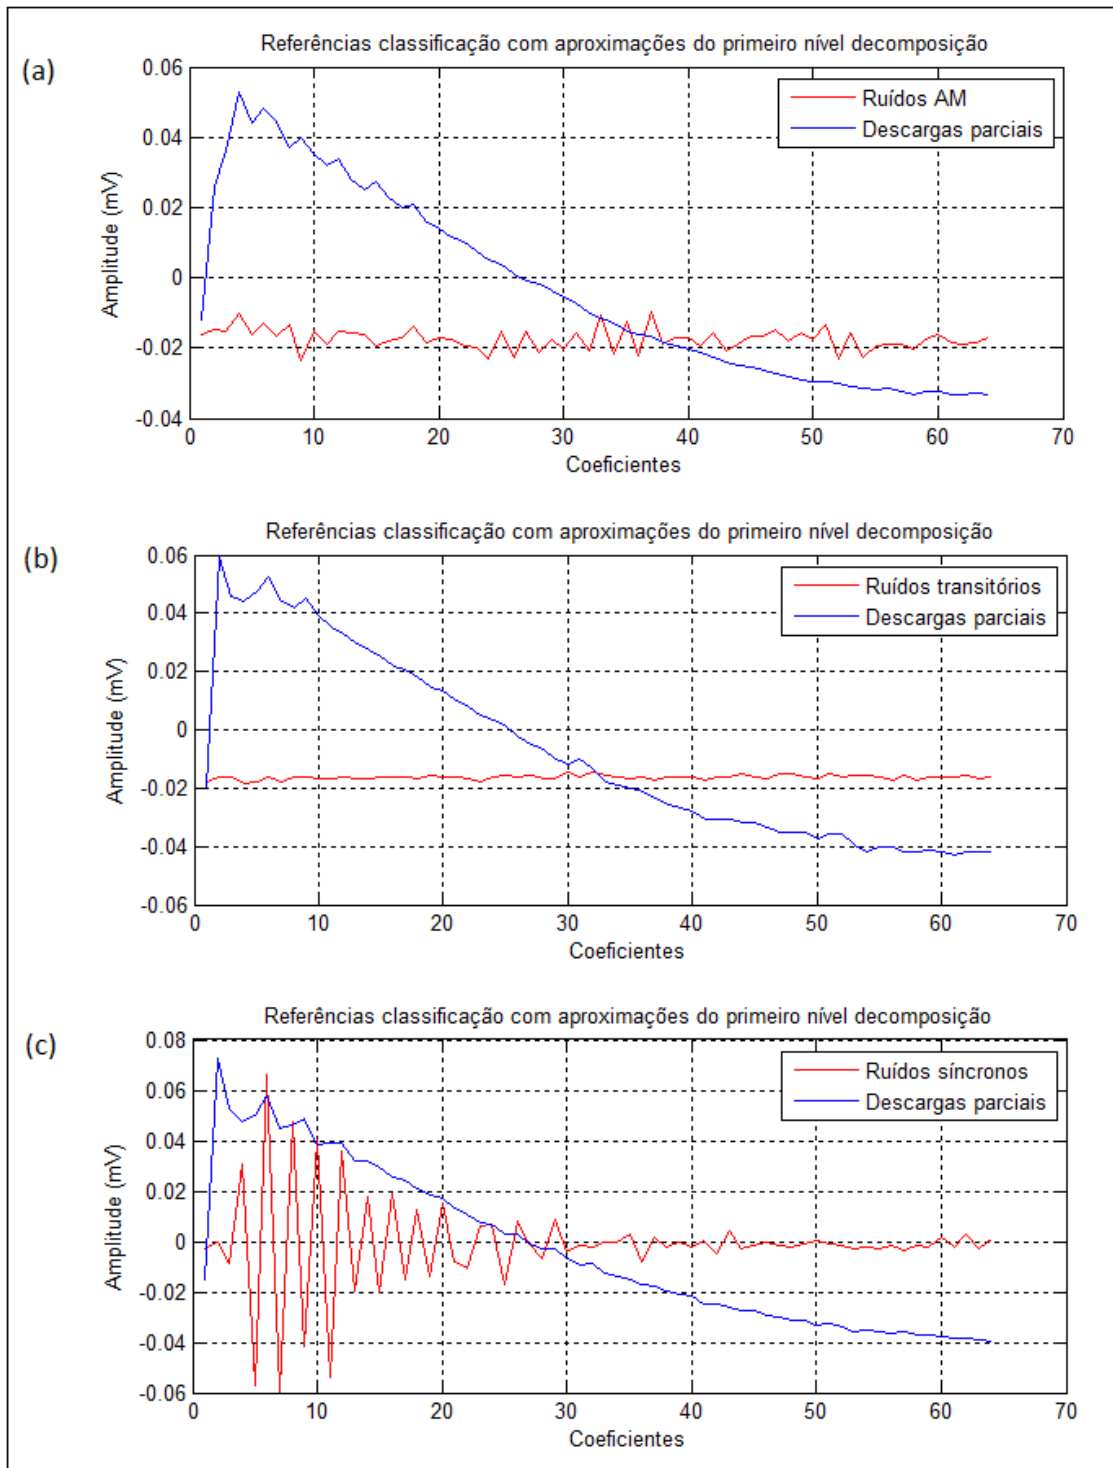 (a)
Referências classificação com aproximações do primeiro nível decomposição
Ruídos AM
Descargas parciais
Amplitude (mV)
0.06
0.04
0.02
0
-0.02
-0.04
0 10 20 30 40 50 60 70
Coeficientes
(b)
Referências classificação com aproximações do primeiro nível decomposição
Ruídos transitórios
Descargas parciais
Amplitude (mV)
0.06
0.04
0.02
0
-0.02
-0.04
-0.06
0 10 20 30 40 50 60 70
Coeficientes
(c)
Referências classificação com aproximações do primeiro nível decomposição
Ruídos síncronos
Descargas parciais
Amplitude (mV)
0.08
0.06
0.04
0.02
0
-0.02
-0.04
-0.06
0 10 20 30 40 50 60 70
Coeficientes